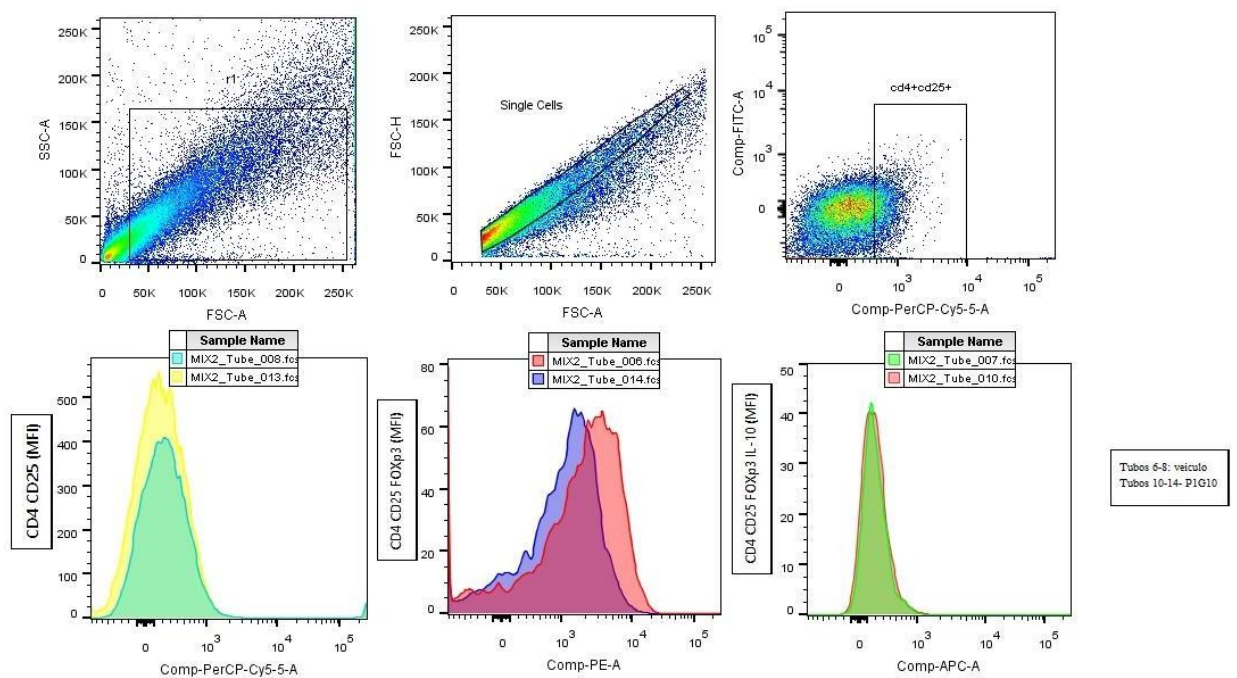 250K
200K
150K
100K
50K
0
SSC-A
r1
0 50K 100K 150K 200K 250K
FSC-A
250K
200K
150K
100K
50K
0
FSC-H
Single Cells
0 50K 100K 150K 200K 250K
FSC-A
10^5
10^4
10^3
0
Comp-FITC-A
cd4+cd25+
0 10^3 10^4 10^5
Comp-PerCP-Cy5-5-A
Sample Name
MIX2_Tube_008.fcs
MIX2_Tube_013.fcs
CD4 CD25 (MFI)
500
400
300
200
100
0
0 10^3 10^4 10^5
Comp-PerCP-Cy5-5-A
Sample Name
MIX2_Tube_006.fcs
MIX2_Tube_014.fcs
CD4 CD25 FOXp3 (MFI)
80
60
40
20
0
0 10^3 10^4 10^5
Comp-PE-A
Sample Name
MIX2_Tube_007.fcs
MIX2_Tube_010.fcs
CD4 CD25 FOXp3 IL-10 (MFI)
50
40
30
20
10
0
0 10^3 10^4 10^5
Comp-APC-A
Tubos 6-8: veiculo
Tubos 10-14- P1G10